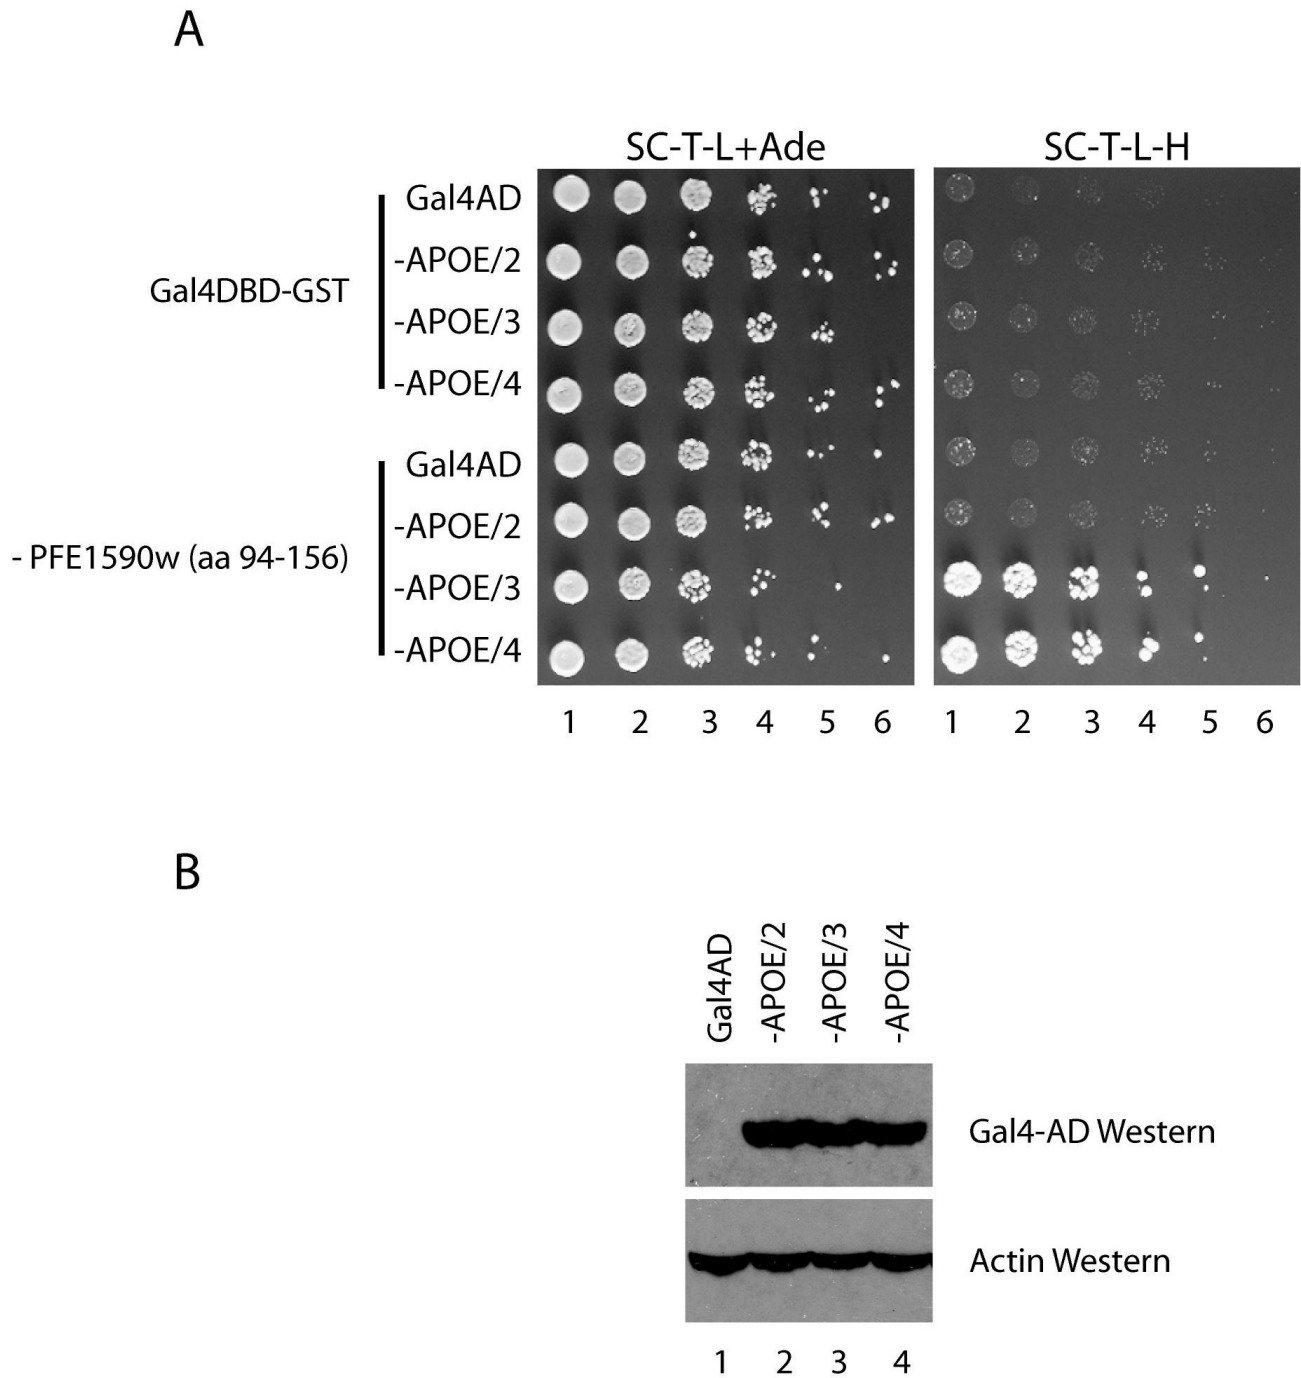 A
SC-T-L+Ade SC-T-L-H
Gal4AD
-APOE/2
Gal4DBD-GST
-APOE/3
-APOE/4
Gal4AD
-APOE/2
- PFE1590w (aa 94-156)
-APOE/3
-APOE/4
1 2 3 4 5 6 1 2 3 4 5 6
B
Gal4AD
-APOE/2
-APOE/3
-APOE/4
Gal4-AD Western
Actin Western
1 2 3 4